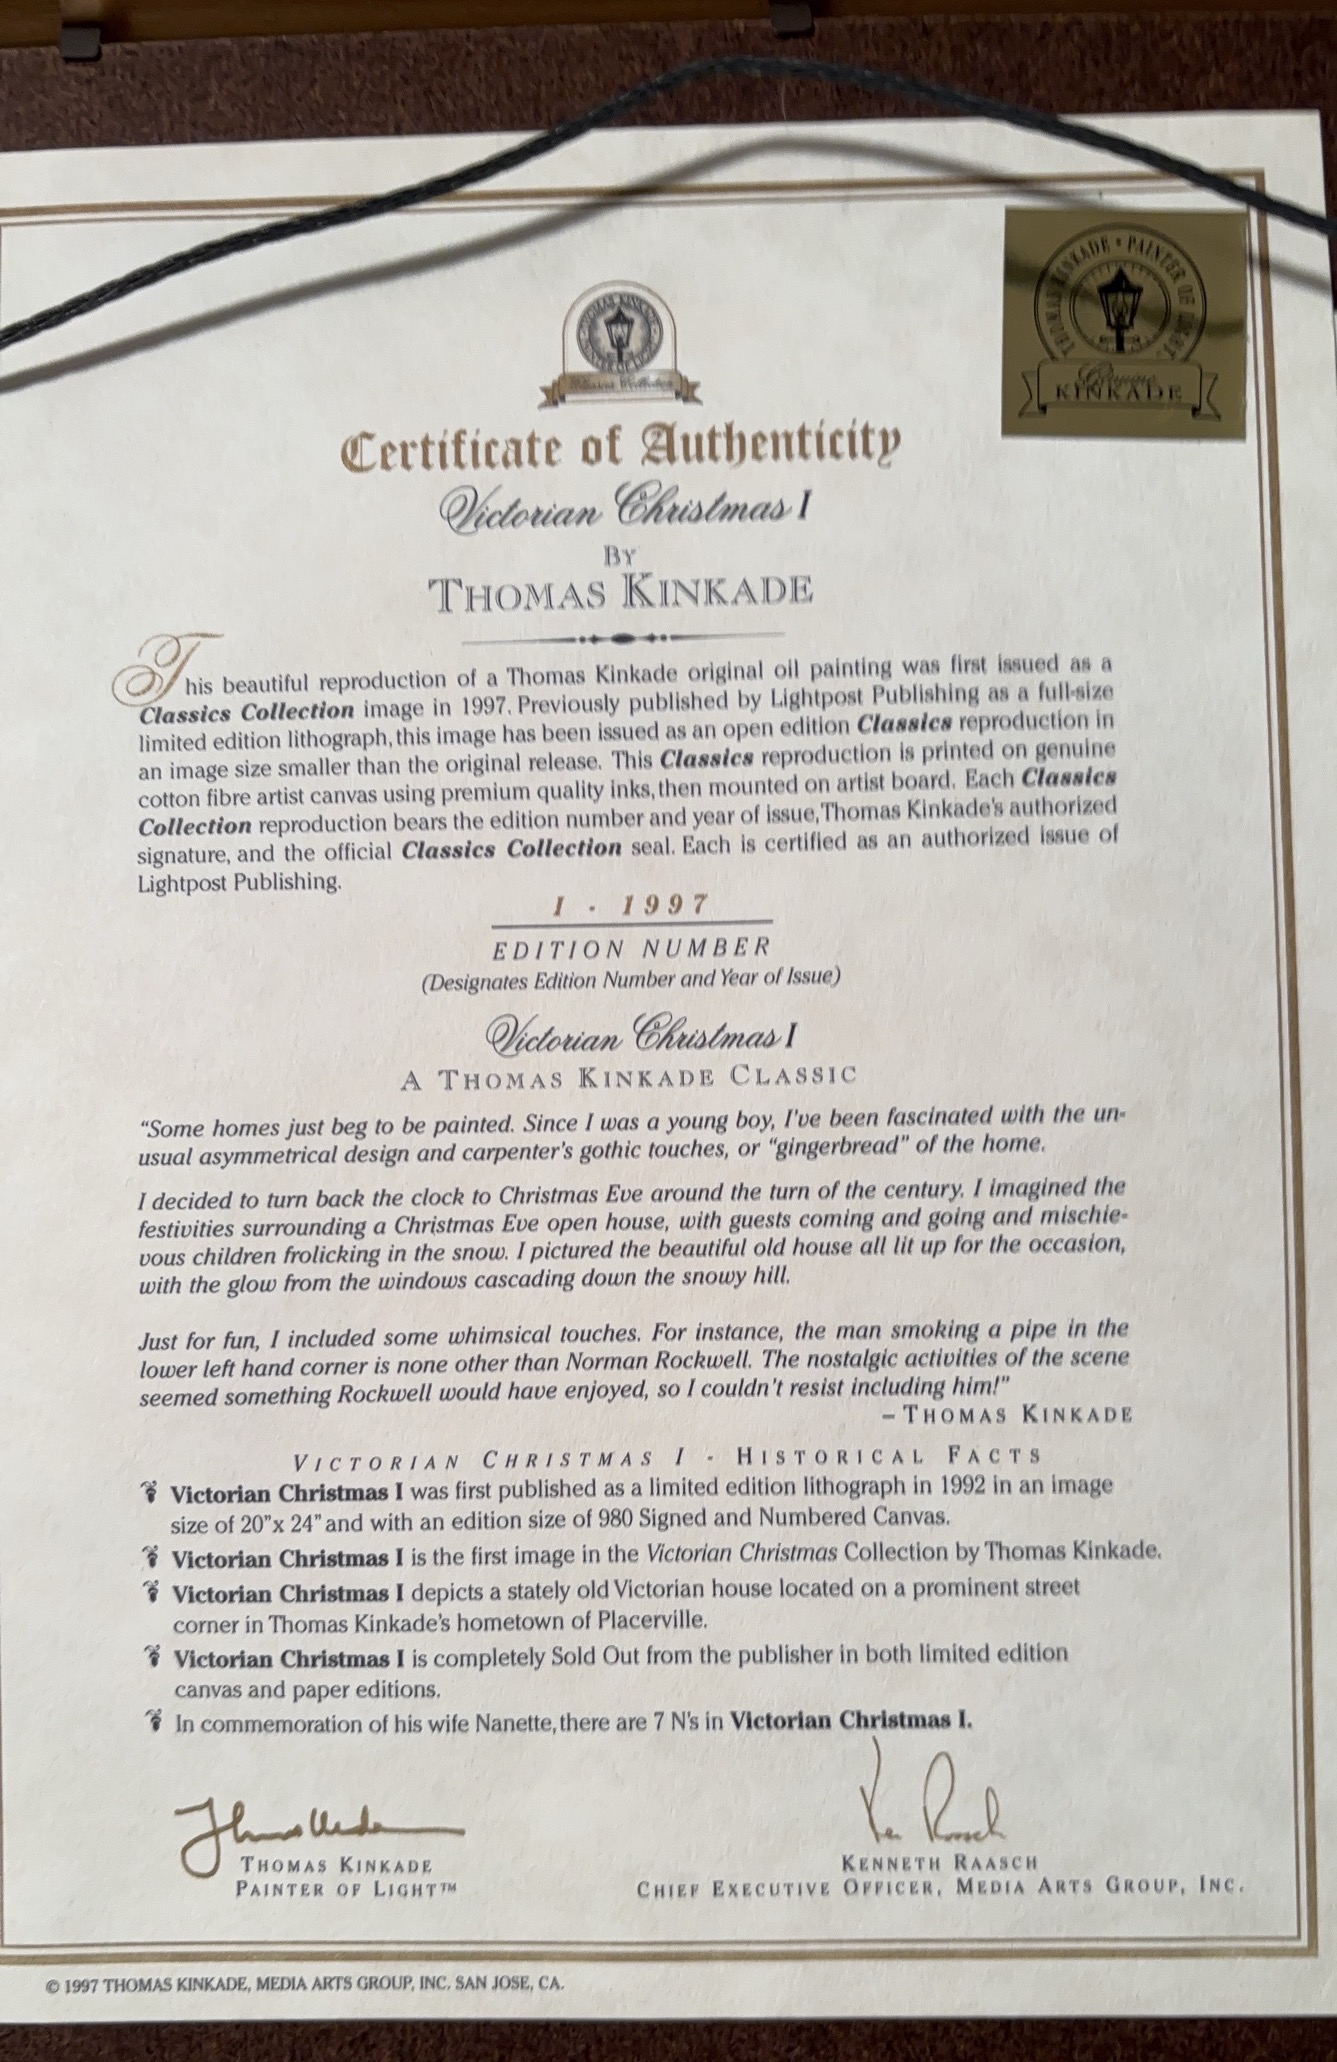 THOMAS KINKADE • PAINTER OF LIGHT
Genuine
KINKADE
THOMAS KINKADE
PAINTER OF LIGHT
Classics Collection
Certificate of Authenticity
Victorian Christmas I
BY
THOMAS KINKADE
This beautiful reproduction of a Thomas Kinkade original oil painting was first issued as a
Classics Collection image in 1997. Previously published by Lightpost Publishing as a full-size
limited edition lithograph, this image has been issued as an open edition Classics reproduction in
an image size smaller than the original release. This Classics reproduction is printed on genuine
cotton fibre artist canvas using premium quality inks, then mounted on artist board. Each Classics
Collection reproduction bears the edition number and year of issue, Thomas Kinkade's authorized
signature, and the official Classics Collection seal. Each is certified as an authorized issue of
Lightpost Publishing.
I - 1997
EDITION NUMBER
(Designates Edition Number and Year of Issue)
Victorian Christmas I
A THOMAS KINKADE CLASSIC
“Some homes just beg to be painted. Since I was a young boy, I've been fascinated with the un-
usual asymmetrical design and carpenter's gothic touches, or “gingerbread” of the home.
I decided to turn back the clock to Christmas Eve around the turn of the century. I imagined the
festivities surrounding a Christmas Eve open house, with guests coming and going and mischie-
vous children frolicking in the snow. I pictured the beautiful old house all lit up for the occasion,
with the glow from the windows cascading down the snowy hill.
Just for fun, I included some whimsical touches. For instance, the man smoking a pipe in the
lower left hand corner is none other than Norman Rockwell. The nostalgic activities of the scene
seemed something Rockwell would have enjoyed, so I couldn't resist including him!”
– THOMAS KINKADE
VICTORIAN CHRISTMAS I - HISTORICAL FACTS
Victorian Christmas I was first published as a limited edition lithograph in 1992 in an image
size of 20”x 24” and with an edition size of 980 Signed and Numbered Canvas.
Victorian Christmas I is the first image in the Victorian Christmas Collection by Thomas Kinkade.
Victorian Christmas I depicts a stately old Victorian house located on a prominent street
corner in Thomas Kinkade's hometown of Placerville.
Victorian Christmas I is completely Sold Out from the publisher in both limited edition
canvas and paper editions.
In commemoration of his wife Nanette, there are 7 N's in Victorian Christmas I.
Thomas Kinkade
Ken Raasch
THOMAS KINKADE
KENNETH RAASCH
PAINTER OF LIGHT™
CHIEF EXECUTIVE OFFICER, MEDIA ARTS GROUP, INC.
© 1997 THOMAS KINKADE, MEDIA ARTS GROUP, INC. SAN JOSE, CA.